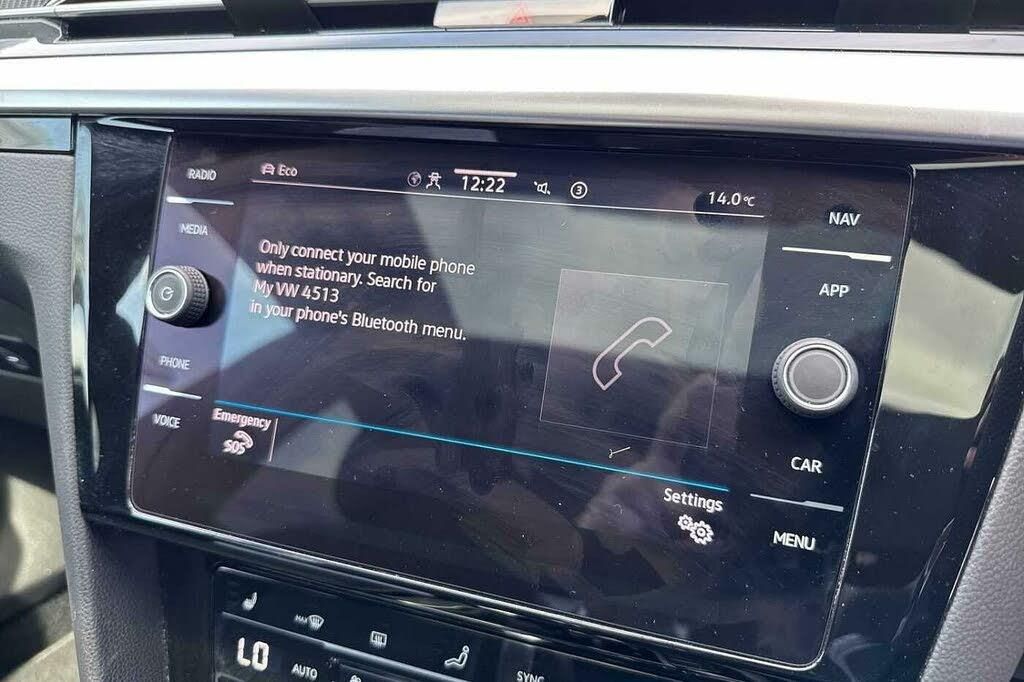 RADIO
MEDIA
PHONE
VOICE
Eco
12:22
3
14.0°C
Only connect your mobile phone
when stationary. Search for
My VW 4513
in your phone's Bluetooth menu.
Emergency
SOS
Settings
NAV
APP
CAR
MENU
MAX
LO
AUTO
SYNC